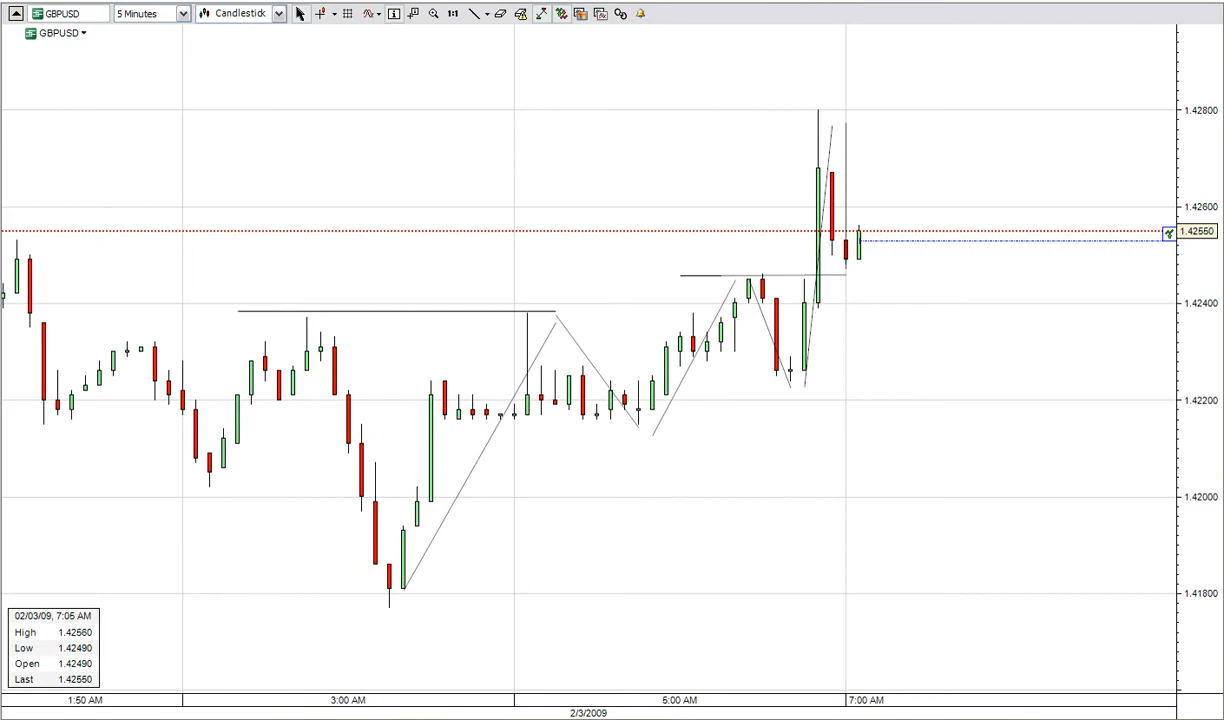 GBPUSD 5 Minutes Candlestick 1:1
GBPUSD
1.42800
1.42600
1.42550
1.42400
1.42200
1.42000
1.41800
02/03/09, 7:05 AM
High 1.42560
Low 1.42490
Open 1.42490
Last 1.42550
1:50 AM 3:00 AM 5:00 AM 7:00 AM
2/3/2009